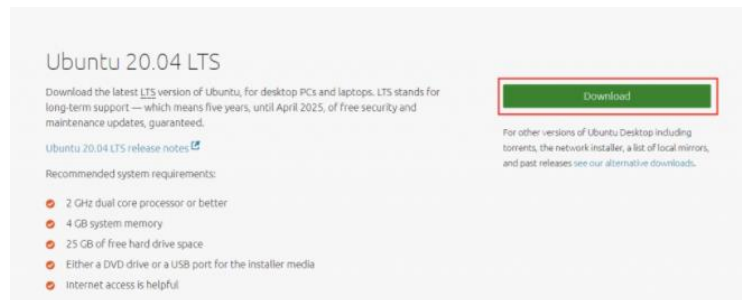 Ubuntu 20.04 LTS
Download the latest LTS version of Ubuntu, for desktop PCs and laptops. LTS stands for
long-term support — which means five years, until April 2025, of free security and
maintenance updates, guaranteed.
Ubuntu 20.04 LTS release notes
Recommended system requirements:
2 GHz dual core processor or better
4 GB system memory
25 GB of free hard drive space
Either a DVD drive or a USB port for the installer media
Internet access is helpful
Download
For other versions of Ubuntu Desktop including
torrents, the network installer, a list of local mirrors,
and past releases see our alternative downloads.